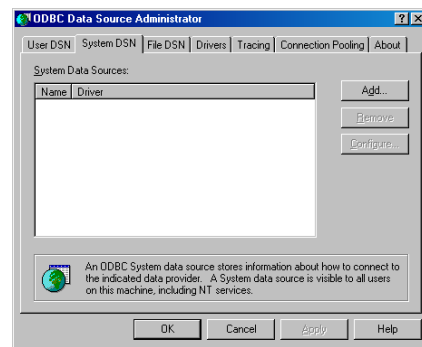 ODBC Data Source Administrator
User DSN System DSN File DSN Drivers Tracing Connection Pooling About
System Data Sources:
Name Driver
Add...
Remove
Configure...
An ODBC System data source stores information about how to connect to
the indicated data provider. A System data source is visible to all users
on this machine, including NT services.
OK Cancel Apply Help